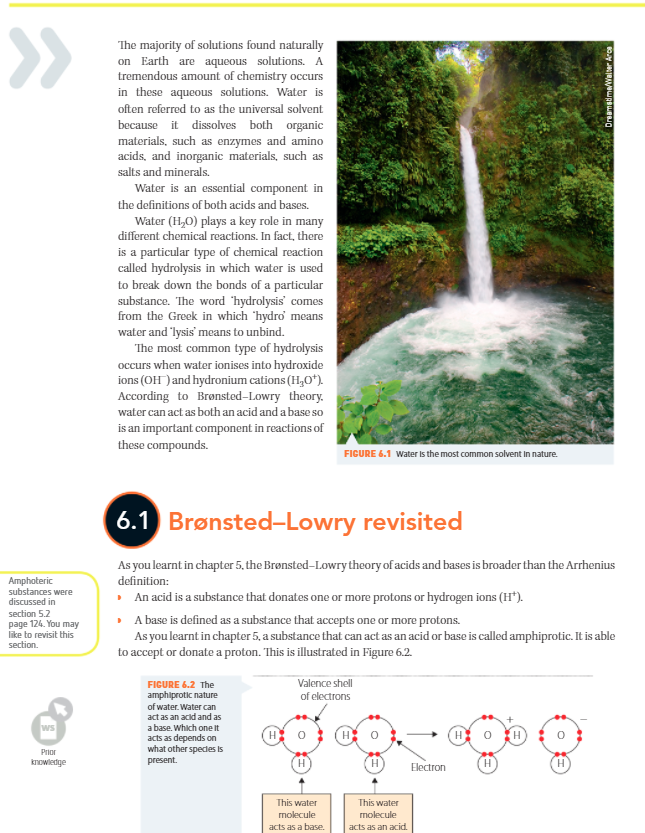 The majority of solutions found naturally
on Earth are aqueous solutions. A
tremendous amount of chemistry occurs
in these aqueous solutions. Water is
often referred to as the universal solvent
because it dissolves both organic
materials, such as enzymes and amino
acids, and inorganic materials, such as
salts and minerals.
Water is an essential component in
the definitions of both acids and bases.
Water (H₂O) plays a key role in many
different chemical reactions. In fact, there
is a particular type of chemical reaction
called hydrolysis in which water is used
to break down the bonds of a particular
substance. The word ‘hydrolysis’ comes
from the Greek in which ‘hydro’ means
water and ‘lysis’ means to unbind.
The most common type of hydrolysis
occurs when water ionises into hydroxide
ions (OH⁻) and hydronium cations (H₃O⁺).
According to Brønsted–Lowry theory,
water can act as both an acid and a base so
is an important component in reactions of
these compounds.
Dreamstime/Walter Arce
FIGURE 6.1 Water is the most common solvent in nature.
6.1 Brønsted–Lowry revisited
As you learnt in chapter 5, the Brønsted–Lowry theory of acids and bases is broader than the Arrhenius
definition:
An acid is a substance that donates one or more protons or hydrogen ions (H⁺).
A base is defined as a substance that accepts one or more protons.
As you learnt in chapter 5, a substance that can act as an acid or base is called amphiprotic. It is able
to accept or donate a proton. This is illustrated in Figure 6.2.
Amphoteric
substances were
discussed in
section 5.2
page 124. You may
like to revisit this
section.
WS
Prior
knowledge
FIGURE 6.2 The
amphiprotic nature
of water. Water can
act as an acid and as
a base. Which one it
acts as depends on
what other species is
present.
Valence shell
of electrons
H O H O H O H + O −
H H H H
Electron
This water
molecule
acts as a base.
This water
molecule
acts as an acid.